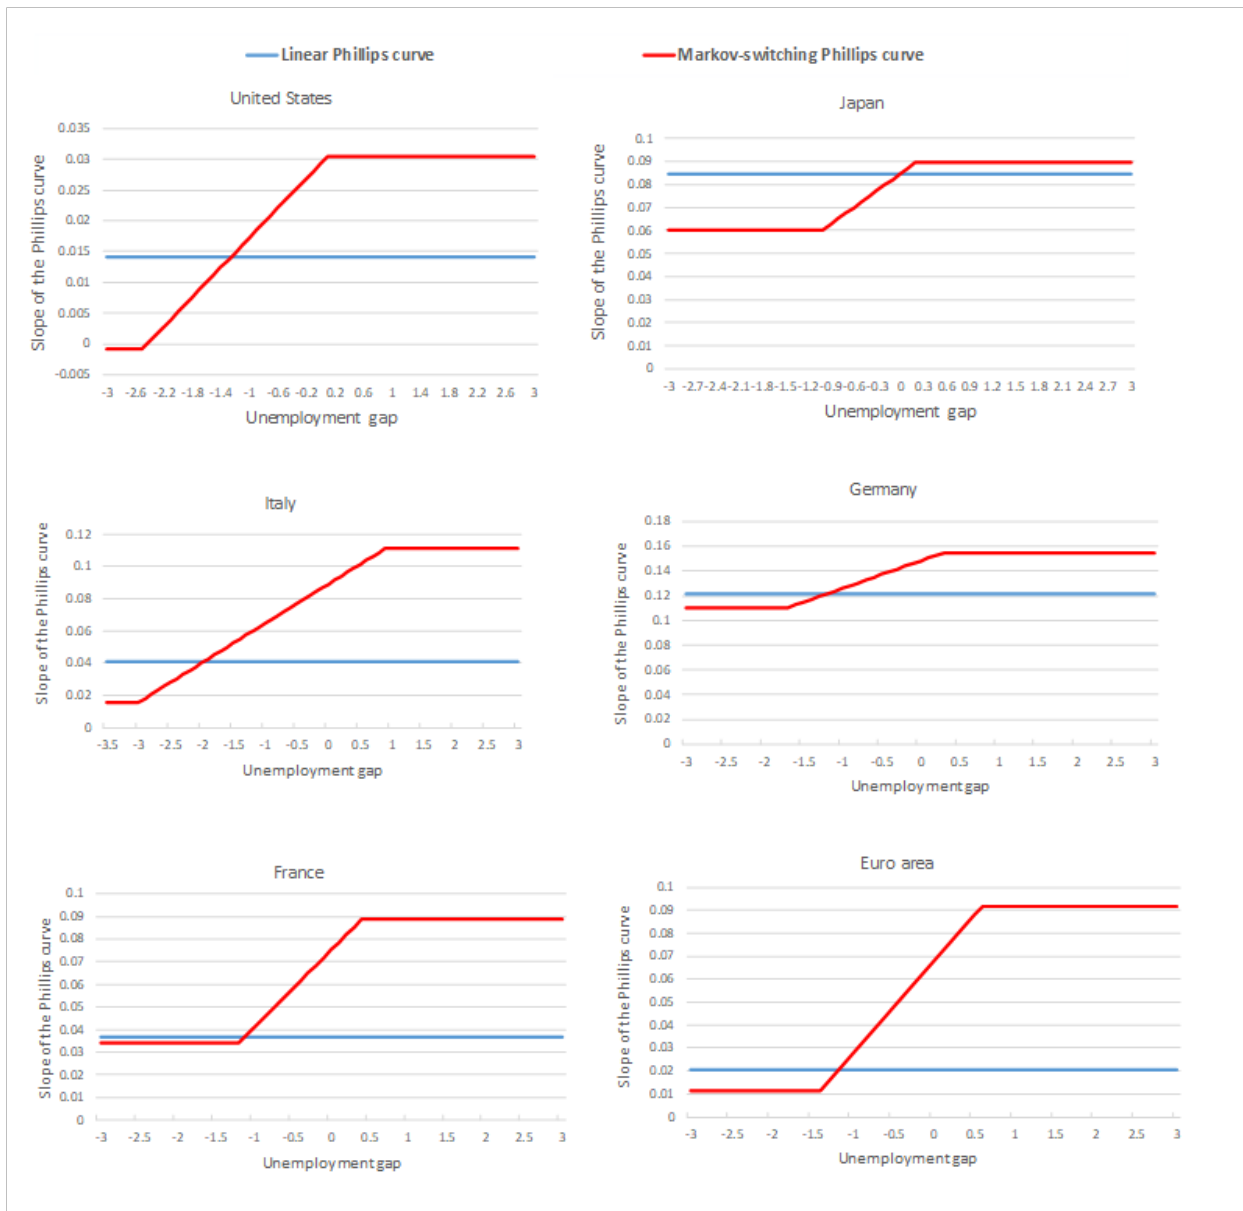 Linear Phillips curve
Markov-switching Phillips curve
United States
Slope of the Phillips curve
0.035
0.03
0.025
0.02
0.015
0.01
0.005
0
-0.005
-3 -2.6 -2.2 -1.8 -1.4 -1 -0.6 -0.2 0.2 0.6 1 1.4 1.8 2.2 2.6 3
Unemployment gap
Japan
Slope of the Phillips curve
0.1
0.09
0.08
0.07
0.06
0.05
0.04
0.03
0.02
0.01
0
-3 -2.7 -2.4 -2.1 -1.8 -1.5 -1.2 -0.9 -0.6 -0.3 0 0.3 0.6 0.9 1.2 1.5 1.8 2.1 2.4 2.7 3
Unemployment gap
Italy
Slope of the Phillips curve
0.12
0.1
0.08
0.06
0.04
0.02
0
-3.5 -3 -2.5 -2 -1.5 -1 -0.5 0 0.5 1 1.5 2 2.5 3
Unemployment gap
Germany
Slope of the Phillips curve
0.18
0.16
0.14
0.12
0.1
0.08
0.06
0.04
0.02
0
-3 -2.5 -2 -1.5 -1 -0.5 0 0.5 1 1.5 2 2.5 3
Unemployment gap
France
Slope of the Phillips curve
0.1
0.09
0.08
0.07
0.06
0.05
0.04
0.03
0.02
0.01
0
-3 -2.5 -2 -1.5 -1 -0.5 0 0.5 1 1.5 2 2.5 3
Unemployment gap
Euro area
Slope of the Phillips curve
0.1
0.09
0.08
0.07
0.06
0.05
0.04
0.03
0.02
0.01
0
-3 -2.5 -2 -1.5 -1 -0.5 0 0.5 1 1.5 2 2.5 3
Unemployment gap